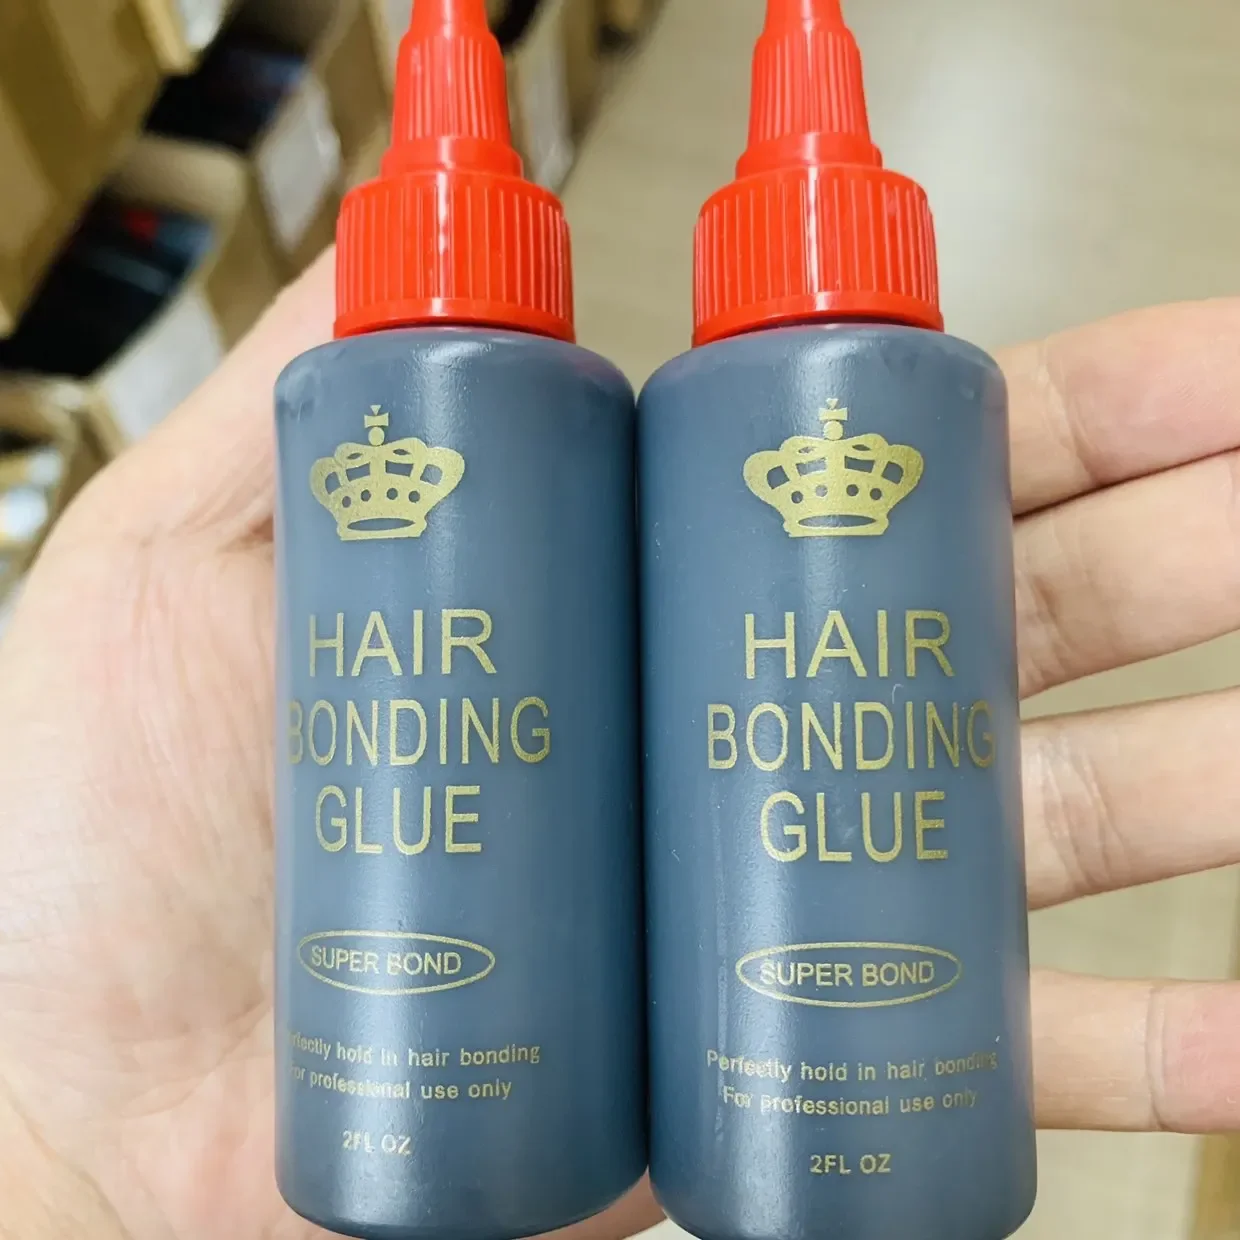 HAIR
BONDING
GLUE
SUPER BOND
Perfectly hold in hair bonding
For professional use only
2FL OZ
HAIR
BONDING
GLUE
SUPER BOND
Perfectly hold in hair bonding
For professional use only
2FL OZ